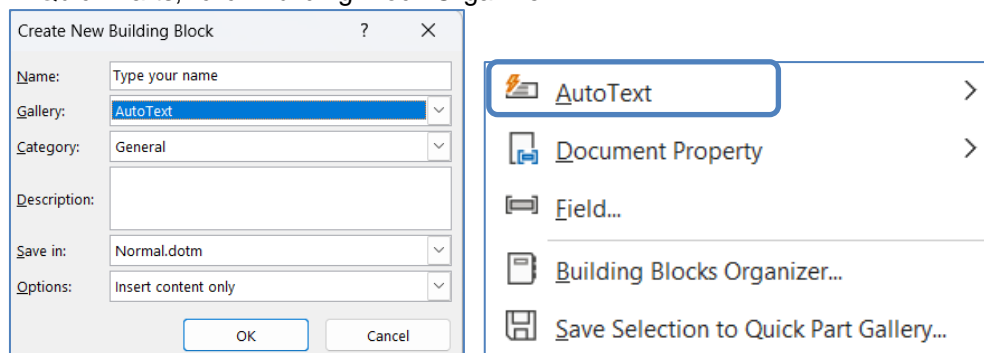 Create New Building Block ?
Name: Type your name
Gallery: AutoText
Category: General
Description:
Save in: Normal.dotm
Options: Insert content only
OK Cancel
AutoText
Document Property
Field...
Building Blocks Organizer...
Save Selection to Quick Part Gallery...